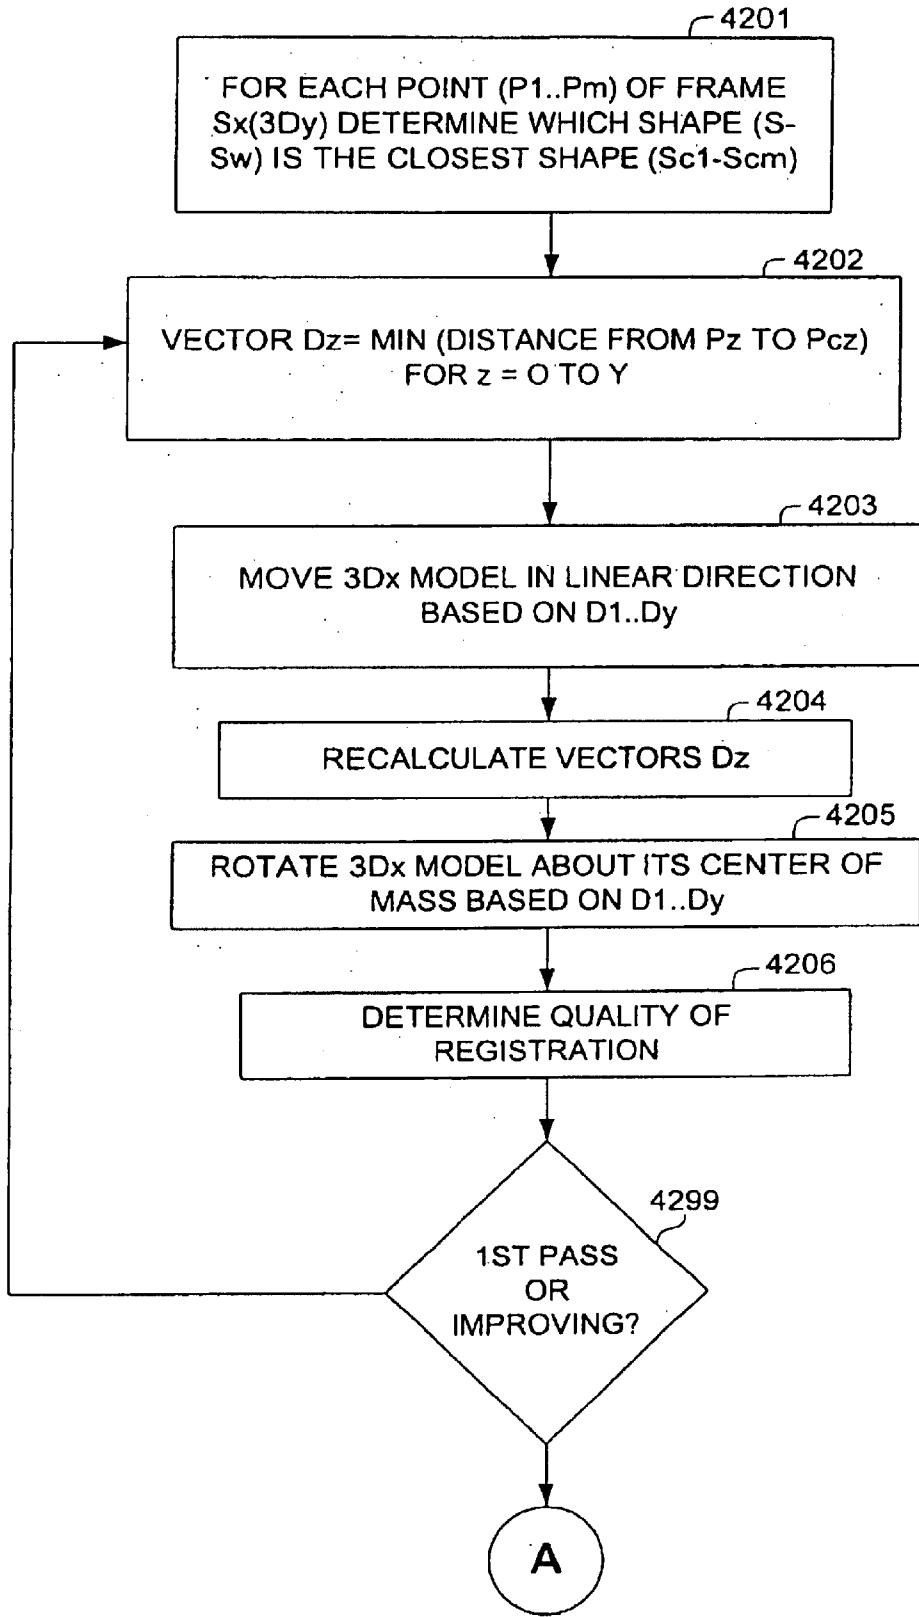 4201
FOR EACH POINT (P1..Pm) OF FRAME
Sx(3Dy) DETERMINE WHICH SHAPE (S-
Sw) IS THE CLOSEST SHAPE (Sc1-Scm)
4202
VECTOR Dz= MIN (DISTANCE FROM Pz TO Pcz)
FOR z = O TO Y
4203
MOVE 3Dx MODEL IN LINEAR DIRECTION
BASED ON D1..Dy
4204
RECALCULATE VECTORS Dz
4205
ROTATE 3Dx MODEL ABOUT ITS CENTER OF
MASS BASED ON D1..Dy
4206
DETERMINE QUALITY OF
REGISTRATION
4299
1ST PASS
OR
IMPROVING?
A